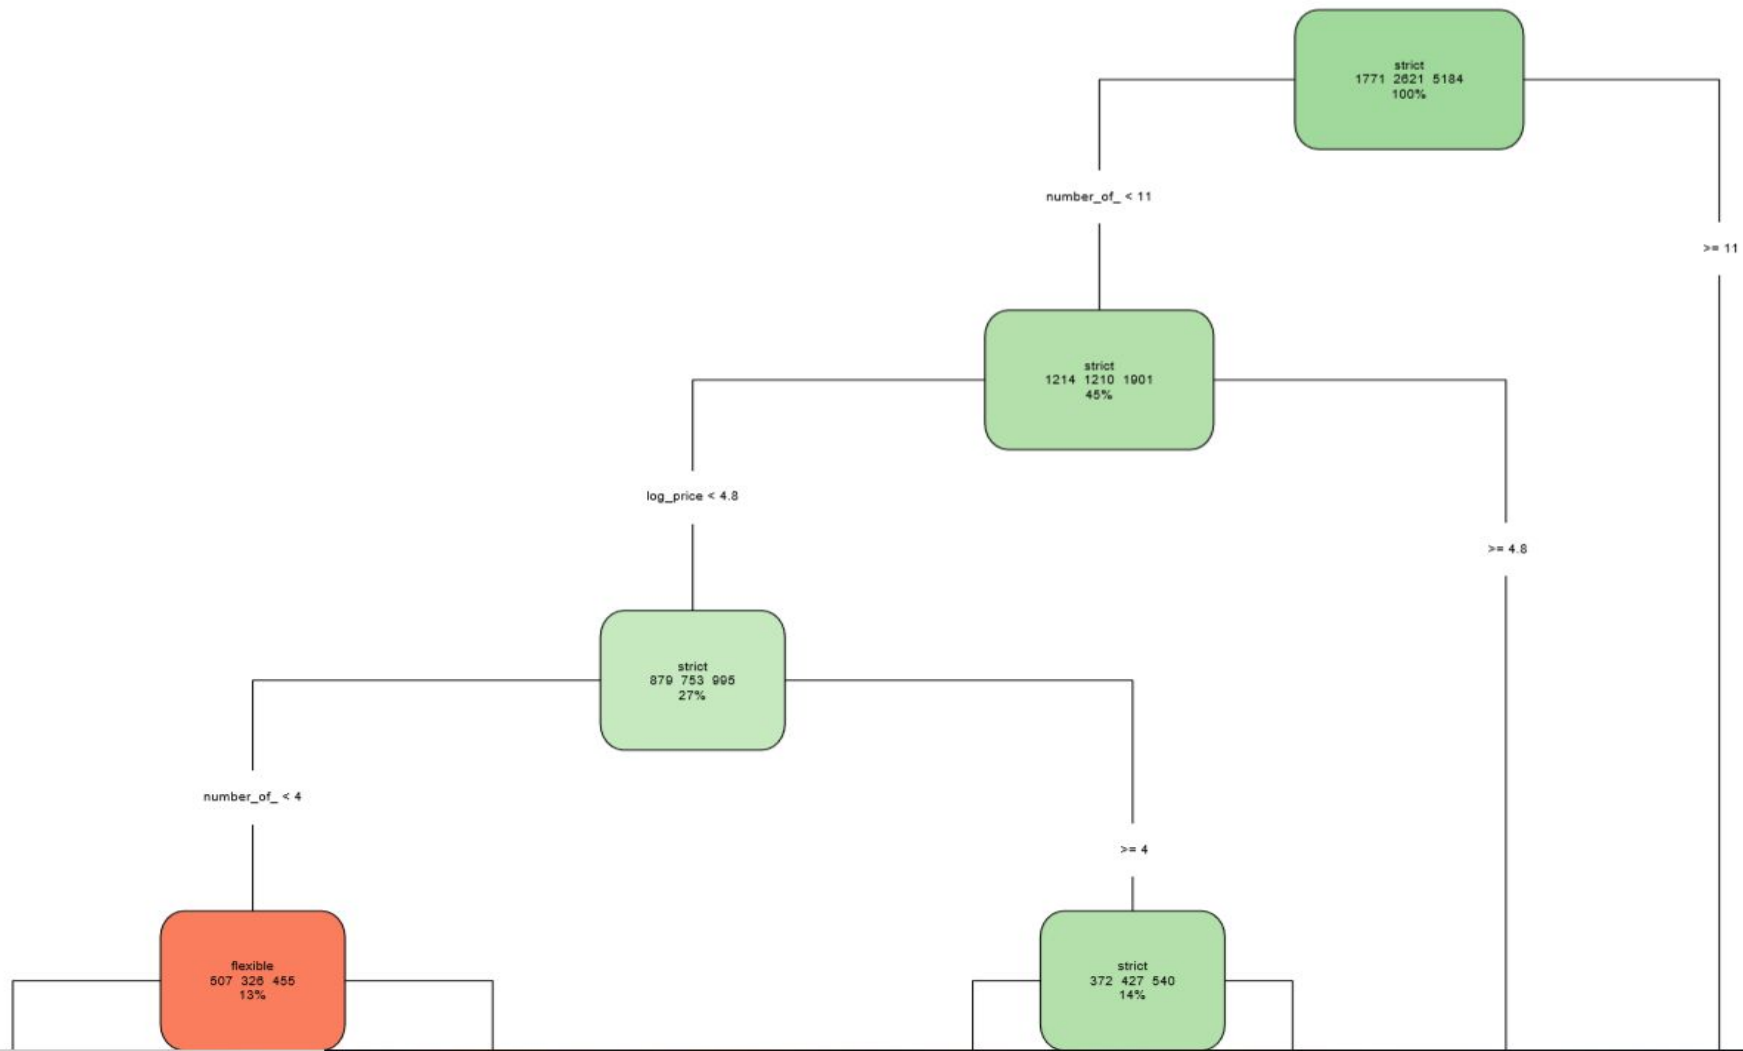 strict
1771 2621 5184
100%
number_of_ < 11
>= 11
strict
1214 1210 1901
45%
log_price < 4.8
>= 4.8
strict
879 753 995
27%
number_of_ < 4
>= 4
flexible
507 326 455
13%
strict
372 427 540
14%